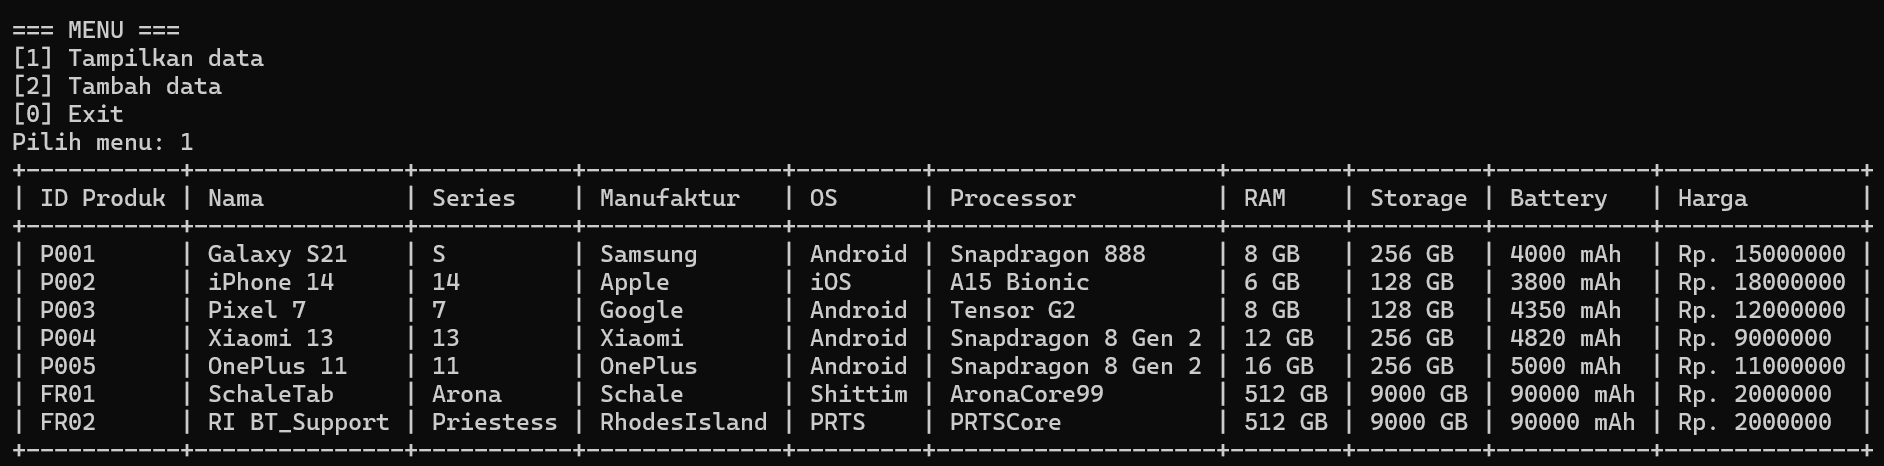 === MENU ===
[1] Tampilkan data
[2] Tambah data
[0] Exit
Pilih menu: 1
+-----------+---------------+----------+--------------+---------+--------------------+--------+---------+-----------+--------------+
| ID Produk | Nama          | Series    | Manufaktur   | OS      | Processor          | RAM    | Storage | Battery   | Harga        |
+-----------+---------------+----------+--------------+---------+--------------------+--------+---------+-----------+--------------+
| P001      | Galaxy S21    | S         | Samsung      | Android | Snapdragon 888     | 8 GB   | 256 GB  | 4000 mAh  | Rp. 15000000 |
| P002      | iPhone 14     | 14        | Apple        | iOS     | A15 Bionic         | 6 GB   | 128 GB  | 3800 mAh  | Rp. 18000000 |
| P003      | Pixel 7       | 7         | Google       | Android | Tensor G2          | 8 GB   | 128 GB  | 4350 mAh  | Rp. 12000000 |
| P004      | Xiaomi 13     | 13        | Xiaomi       | Android | Snapdragon 8 Gen 2 | 12 GB  | 256 GB  | 4820 mAh  | Rp. 9000000  |
| P005      | OnePlus 11    | 11        | OnePlus      | Android | Snapdragon 8 Gen 2 | 16 GB  | 256 GB  | 5000 mAh  | Rp. 11000000 |
| FR01      | SchaleTab     | Arona     | Schale       | Shittim | AronaCore99        | 512 GB | 9000 GB | 90000 mAh | Rp. 2000000  |
| FR02      | RI BT_Support | Priestess | RhodesIsland | PRTS    | PRTSCore           | 512 GB | 9000 GB | 90000 mAh | Rp. 2000000  |
+-----------+---------------+----------+--------------+---------+--------------------+--------+---------+-----------+--------------+